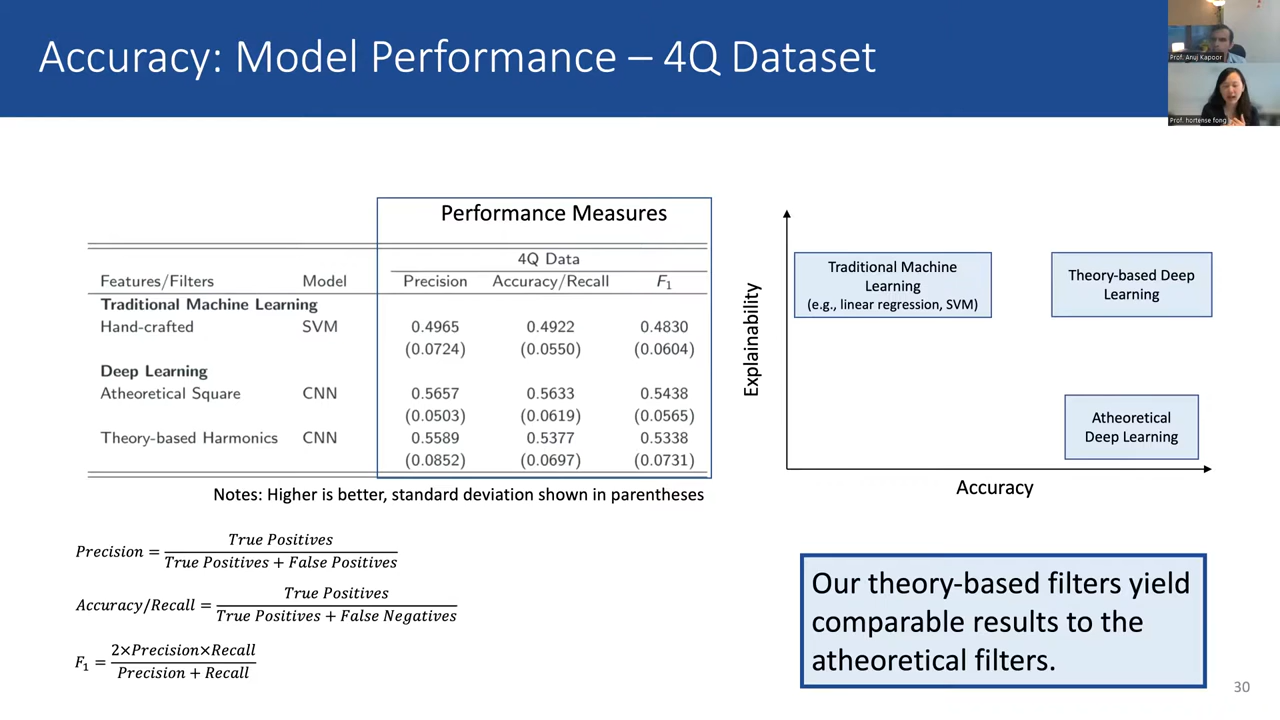 Accuracy: Model Performance – 4Q Dataset
Prof. Anuj Kapoor
Prof. hortense fong
Performance Measures
4Q Data
Features/Filters Model Precision Accuracy/Recall F1
Traditional Machine Learning
Hand-crafted SVM 0.4965 0.4922 0.4830
(0.0724) (0.0550) (0.0604)
Deep Learning
Atheoretical Square CNN 0.5657 0.5633 0.5438
(0.0503) (0.0619) (0.0565)
Theory-based Harmonics CNN 0.5589 0.5377 0.5338
(0.0852) (0.0697) (0.0731)
Notes: Higher is better, standard deviation shown in parentheses
Precision = True Positives / True Positives + False Positives
Accuracy/Recall = True Positives / True Positives + False Negatives
F1 = 2×Precision×Recall / Precision + Recall
Explainability
Traditional Machine
Learning
(e.g., linear regression, SVM)
Theory-based Deep
Learning
Atheoretical
Deep Learning
Accuracy
Our theory-based filters yield
comparable results to the
atheoretical filters.
30